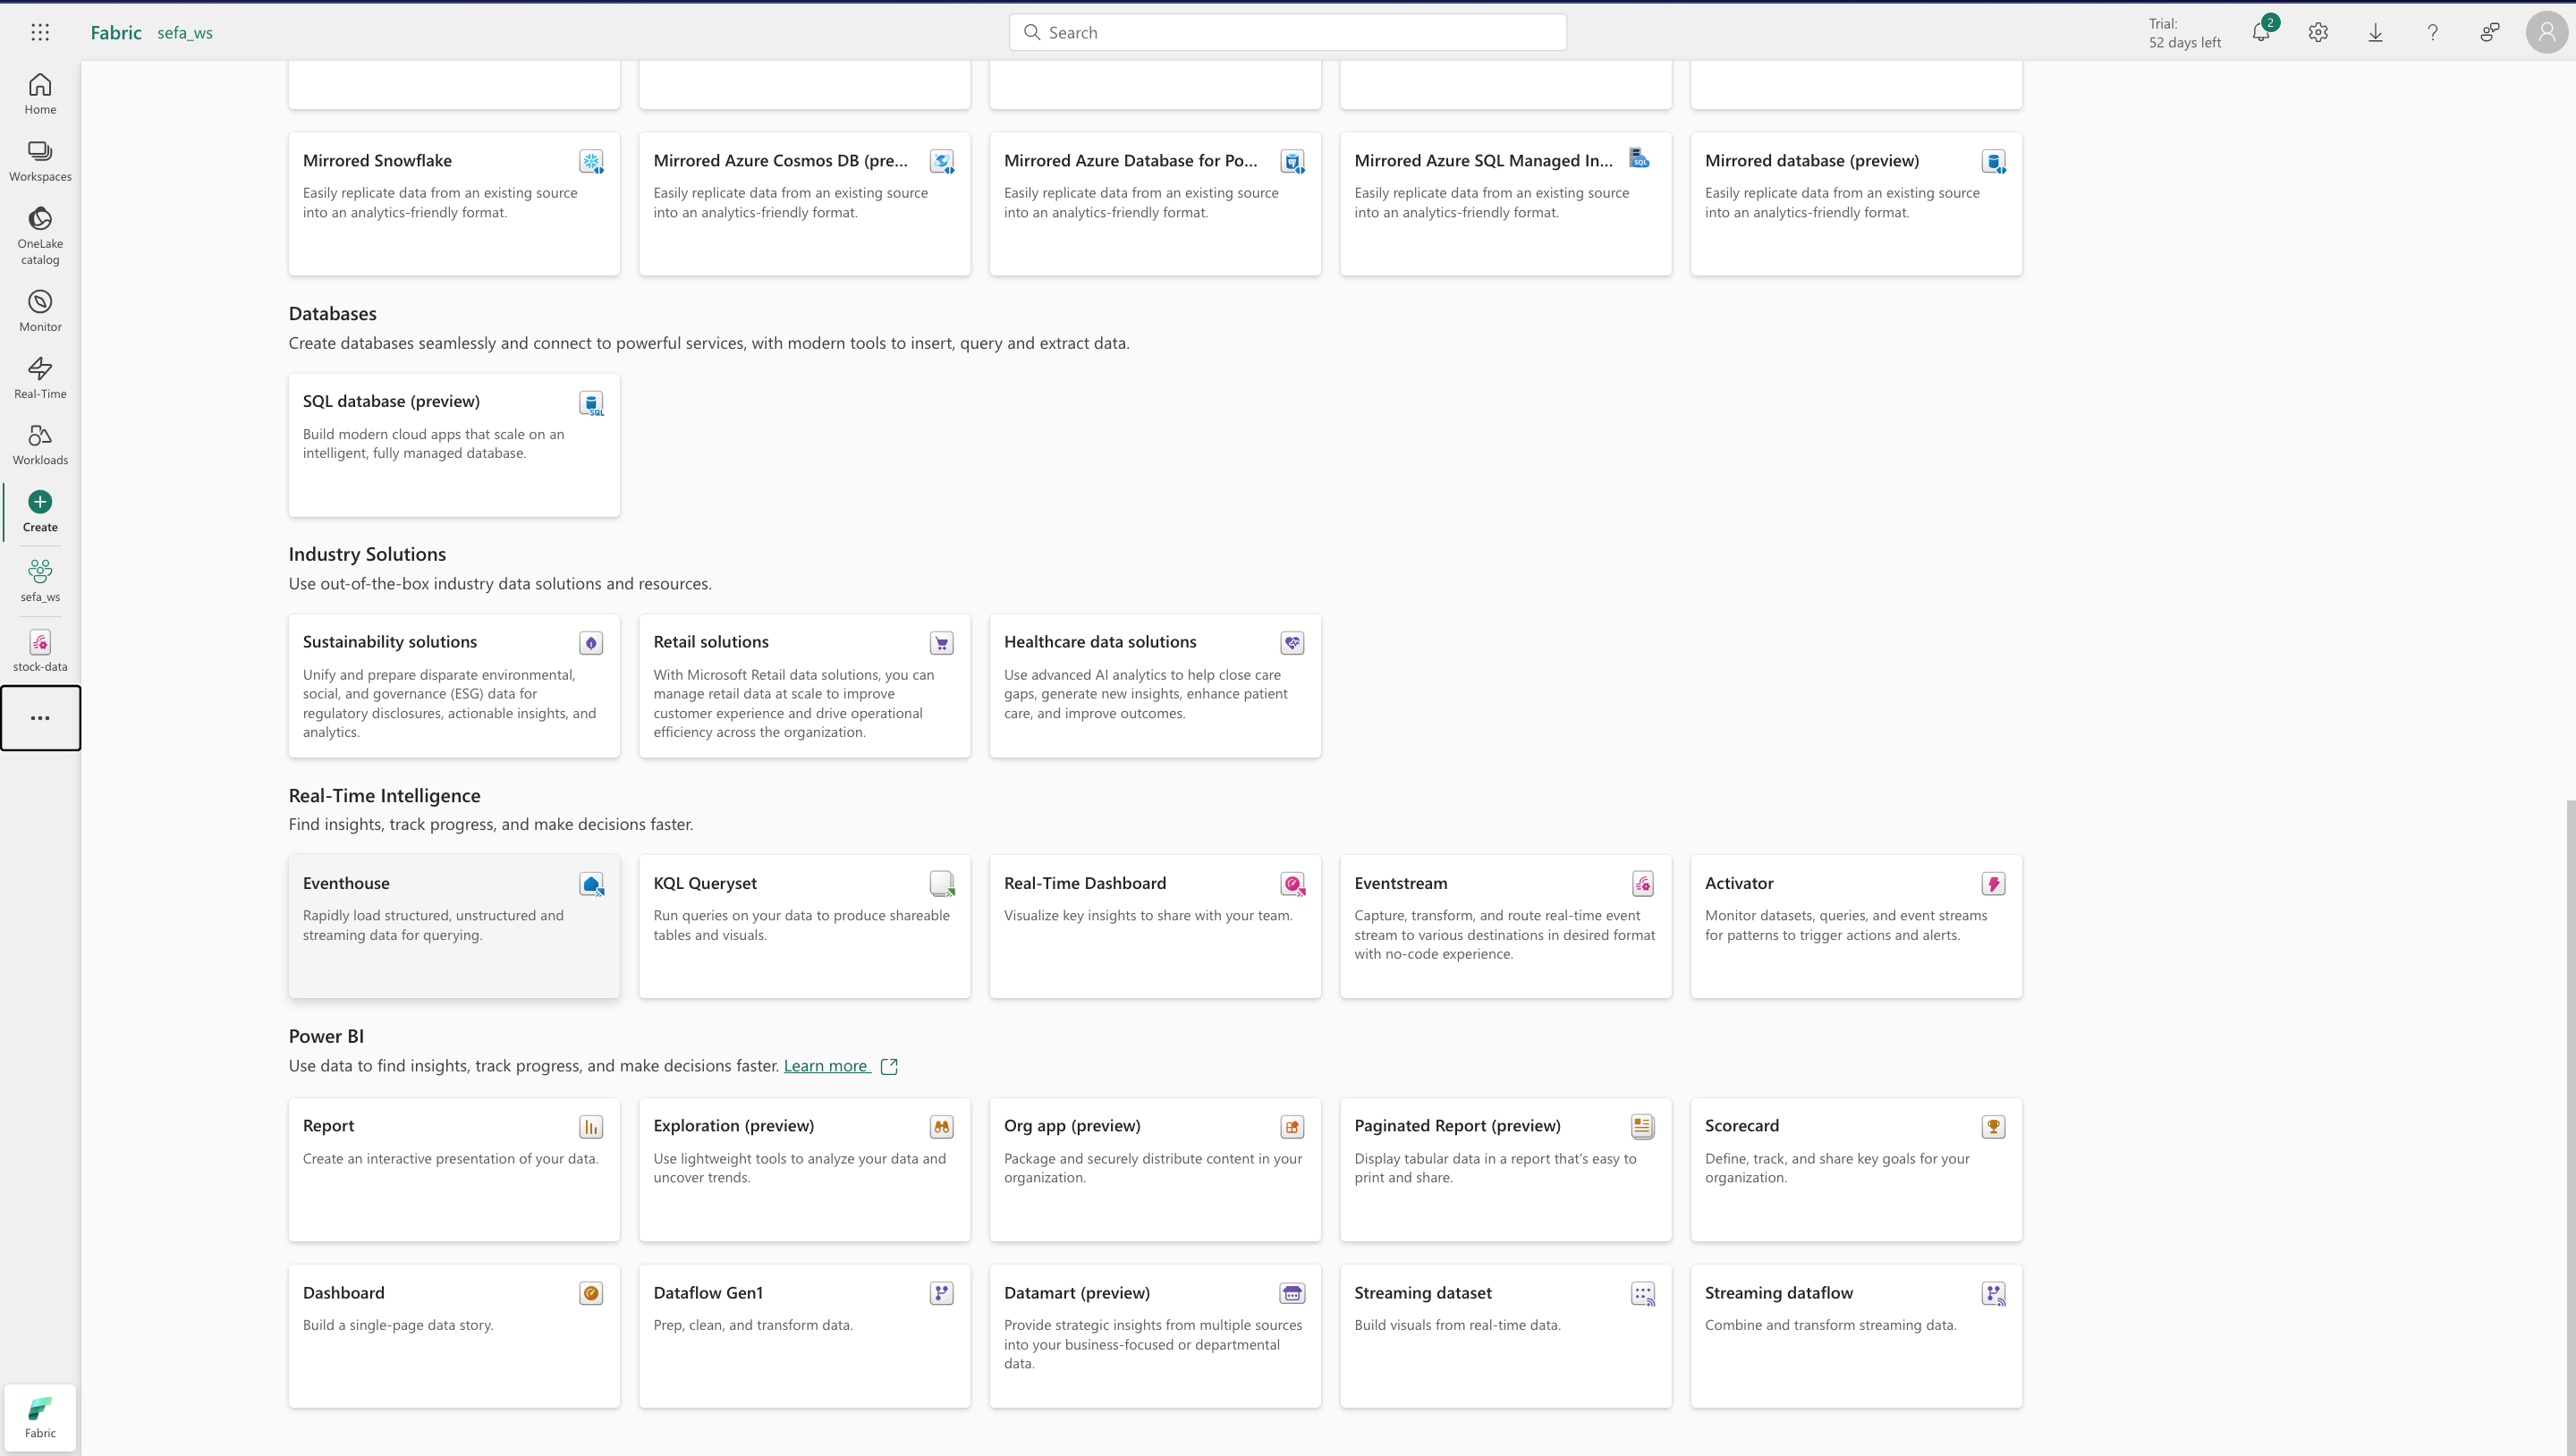 Fabric sefa_ws
Search
Trial:
52 days left
2
Home
Workspaces
OneLake
catalog
Monitor
Real-Time
Workloads
Create
sefa_ws
stock-data
...
Fabric
Mirrored Snowflake
Easily replicate data from an existing source
into an analytics-friendly format.
Mirrored Azure Cosmos DB (pre...
Easily replicate data from an existing source
into an analytics-friendly format.
Mirrored Azure Database for Po...
Easily replicate data from an existing source
into an analytics-friendly format.
Mirrored Azure SQL Managed In...
SQL
Easily replicate data from an existing source
into an analytics-friendly format.
Mirrored database (preview)
Easily replicate data from an existing source
into an analytics-friendly format.
Databases
Create databases seamlessly and connect to powerful services, with modern tools to insert, query and extract data.
SQL database (preview)
SQL
Build modern cloud apps that scale on an
intelligent, fully managed database.
Industry Solutions
Use out-of-the-box industry data solutions and resources.
Sustainability solutions
Unify and prepare disparate environmental,
social, and governance (ESG) data for
regulatory disclosures, actionable insights, and
analytics.
Retail solutions
With Microsoft Retail data solutions, you can
manage retail data at scale to improve
customer experience and drive operational
efficiency across the organization.
Healthcare data solutions
Use advanced AI analytics to help close care
gaps, generate new insights, enhance patient
care, and improve outcomes.
Real-Time Intelligence
Find insights, track progress, and make decisions faster.
Eventhouse
Rapidly load structured, unstructured and
streaming data for querying.
KQL Queryset
Run queries on your data to produce shareable
tables and visuals.
Real-Time Dashboard
Visualize key insights to share with your team.
Eventstream
Capture, transform, and route real-time event
stream to various destinations in desired format
with no-code experience.
Activator
Monitor datasets, queries, and event streams
for patterns to trigger actions and alerts.
Power BI
Use data to find insights, track progress, and make decisions faster. Learn more
Report
Create an interactive presentation of your data.
Exploration (preview)
Use lightweight tools to analyze your data and
uncover trends.
Org app (preview)
Package and securely distribute content in your
organization.
Paginated Report (preview)
Display tabular data in a report that's easy to
print and share.
Scorecard
Define, track, and share key goals for your
organization.
Dashboard
Build a single-page data story.
Dataflow Gen1
Prep, clean, and transform data.
Datamart (preview)
Provide strategic insights from multiple sources
into your business-focused or departmental
data.
Streaming dataset
Build visuals from real-time data.
Streaming dataflow
Combine and transform streaming data.